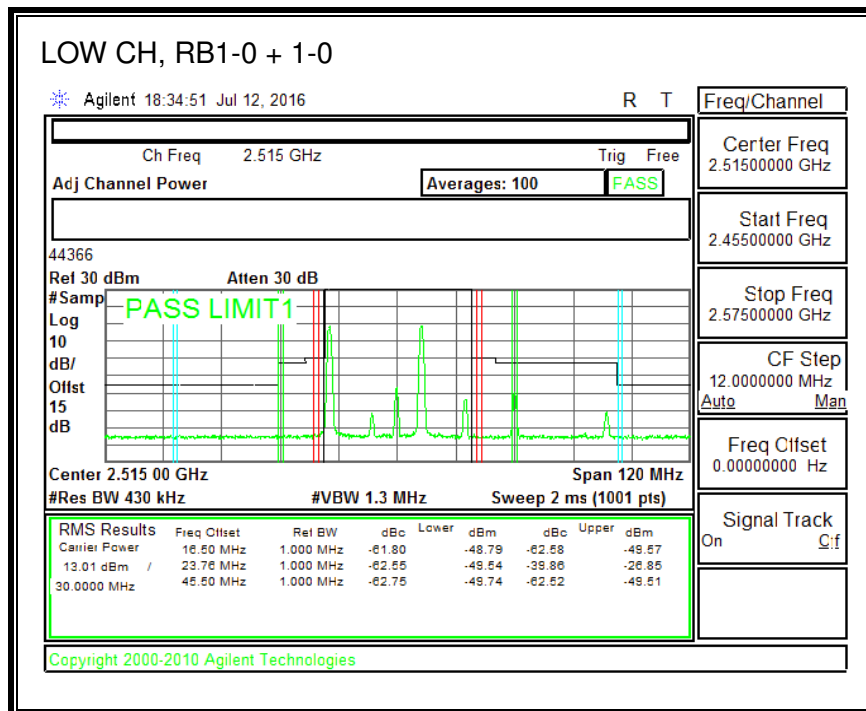 LOW CH, RB1-0 + 1-0
Agilent 18:34:51 Jul 12, 2016 R T
Freq/Channel
Ch Freq 2.515 GHz Trig Free
Adj Channel Power Averages: 100 PASS
Center Freq
2.51500000 GHz
Start Freq
2.45500000 GHz
Stop Freq
2.57500000 GHz
CF Step
12.0000000 MHz
Auto Man
Freq Offset
0.00000000 Hz
Signal Track
On Off
44366
Ref 30 dBm Atten 30 dB
#Samp
Log
10
dB/
Offst
15
dB
PASS LIMIT1
Center 2.515 00 GHz Span 120 MHz
#Res BW 430 kHz #VBW 1.3 MHz Sweep 2 ms (1001 pts)
RMS Results Freq Offset Ref BW dBc Lower dBm dBc Upper dBm
Carrier Power 16.50 MHz 1.000 MHz -61.80 -48.79 -62.58 -49.57
13.01 dBm / 23.76 MHz 1.000 MHz -62.55 -49.54 -39.86 -26.85
30.0000 MHz 45.50 MHz 1.000 MHz -62.75 -49.74 -62.52 -49.51
Copyright 2000-2010 Agilent Technologies